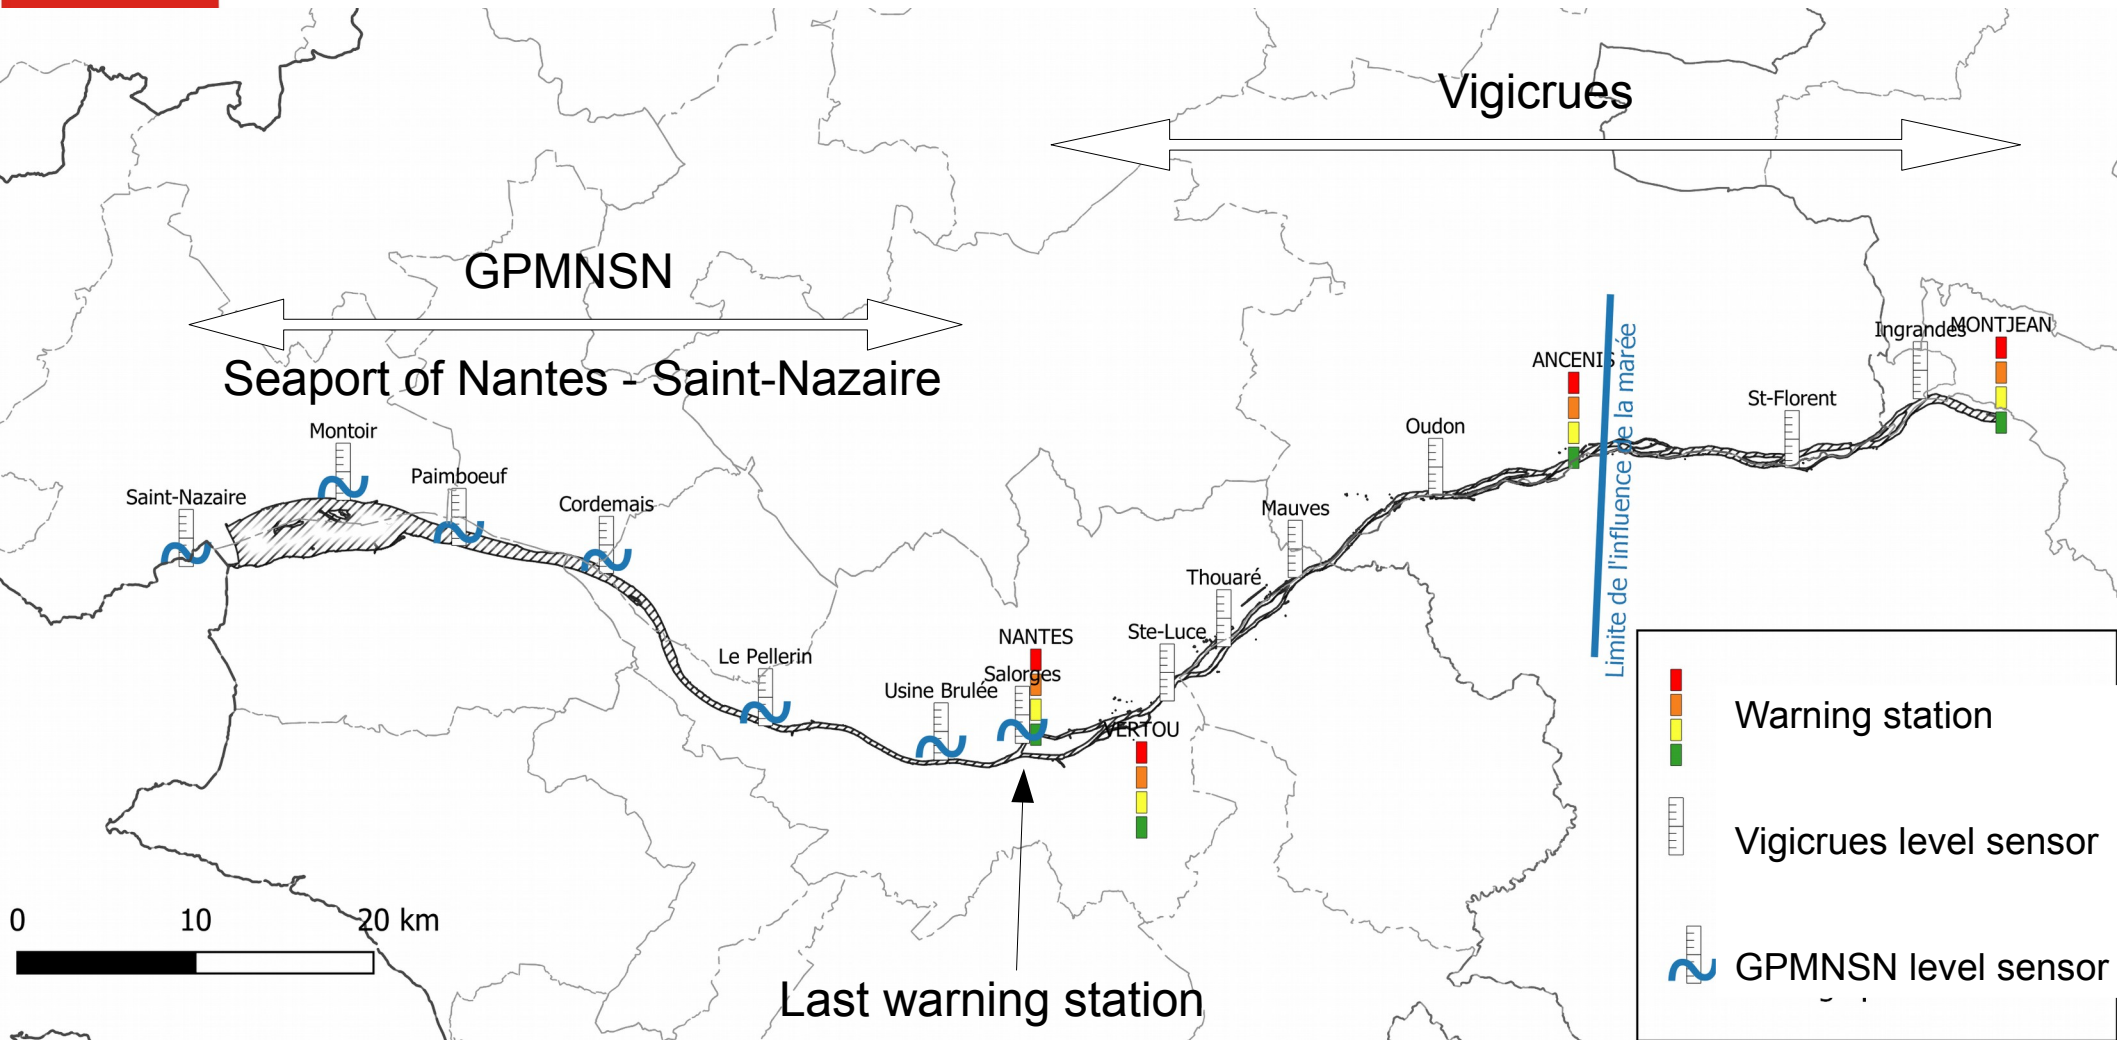 Vigicrues
GPMNSN
Seaport of Nantes - Saint-Nazaire
Ingrandes
MONTJEAN
ANCENIS
Limite de l'influence de la marée
St-Florent
Oudon
Montoir
Paimboeuf
Saint-Nazaire
Cordemais
Mauves
Thouaré
Ste-Luce
NANTES
Le Pellerin
Salorges
Usine Brulée
VERTOU
Warning station
Vigicrues level sensor
GPMNSN level sensor
0 10 20 km
Last warning station